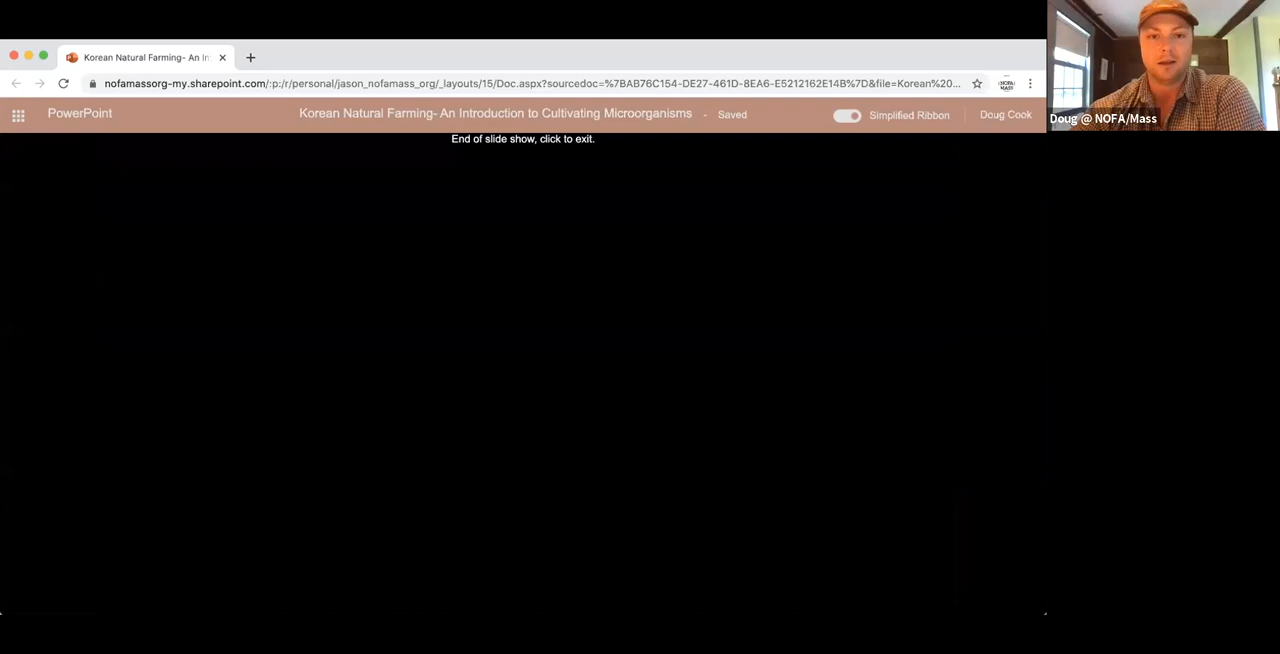 Korean Natural Farming- An In
nofamassorg-my.sharepoint.com/:p:/r/personal/jason_nofamass_org/_layouts/15/Doc.aspx?sourcedoc=%7BAB76C154-DE27-461D-8EA6-E5212162E14B%7D&file=Korean%20...
NOFA
MASS
PowerPoint
Korean Natural Farming- An Introduction to Cultivating Microorganisms - Saved
Simplified Ribbon
Doug Cook
End of slide show, click to exit.
Doug @ NOFA/Mass